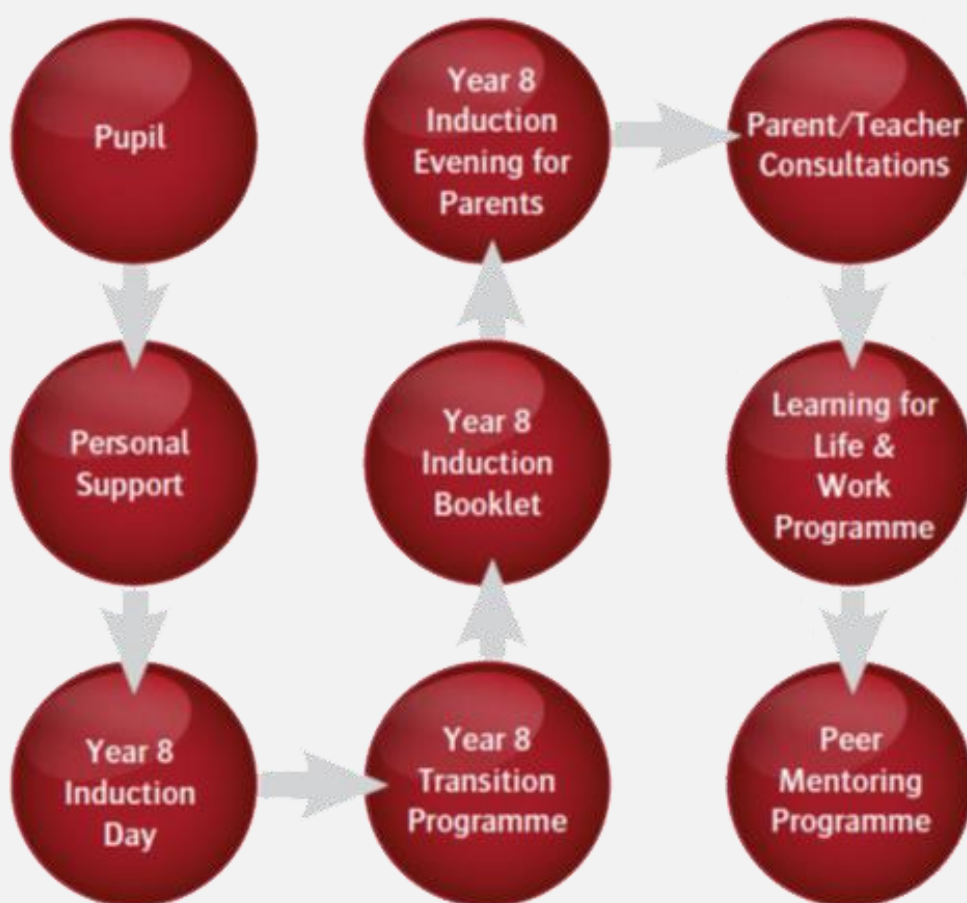 Pupil
Personal
Support
Year 8
Induction
Day
Year 8
Transition
Programme
Year 8
Induction
Booklet
Year 8
Induction
Evening for
Parents
Parent/Teacher
Consultations
Learning for
Life &
Work
Programme
Peer
Mentoring
Programme